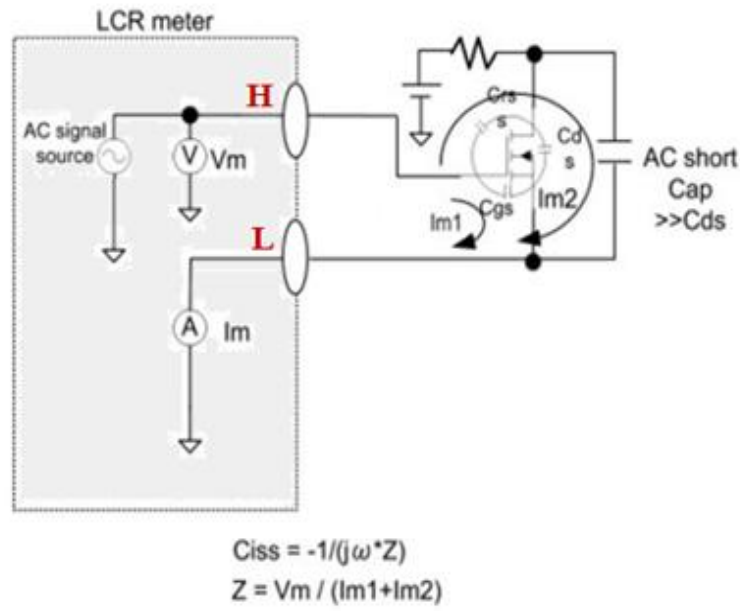 LCR meter
H
AC signal
source
V
Vm
L
A
Im
Crs
s
Cd
s
Cgs
Im1
Im2
AC short
Cap
>>Cds
Ciss = -1/(jω*Z)
Z = Vm / (Im1+Im2)